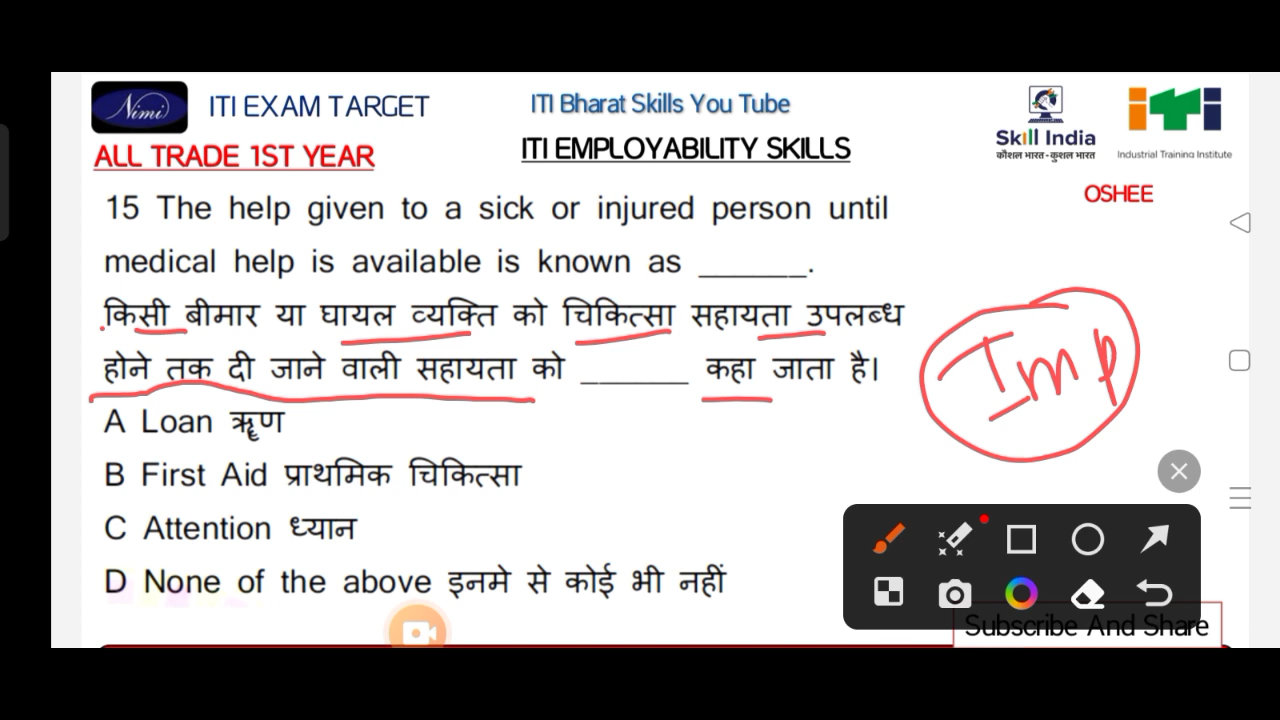 Nimi
ITI EXAM TARGET
ITI Bharat Skills You Tube
Skill India
कौशल भारत-कुशल भारत
iTi
Industrial Training Institute
ALL TRADE 1ST YEAR
ITI EMPLOYABILITY SKILLS
OSHEE
15 The help given to a sick or injured person until
medical help is available is known as ______.
किसी बीमार या घायल व्यक्ति को चिकित्सा सहायता उपलब्ध
होने तक दी जाने वाली सहायता को ______ कहा जाता है।
Imp
A Loan ॠण
B First Aid प्राथमिक चिकित्सा
C Attention ध्यान
D None of the above इनमे से कोई भी नहीं
Subscribe And Share